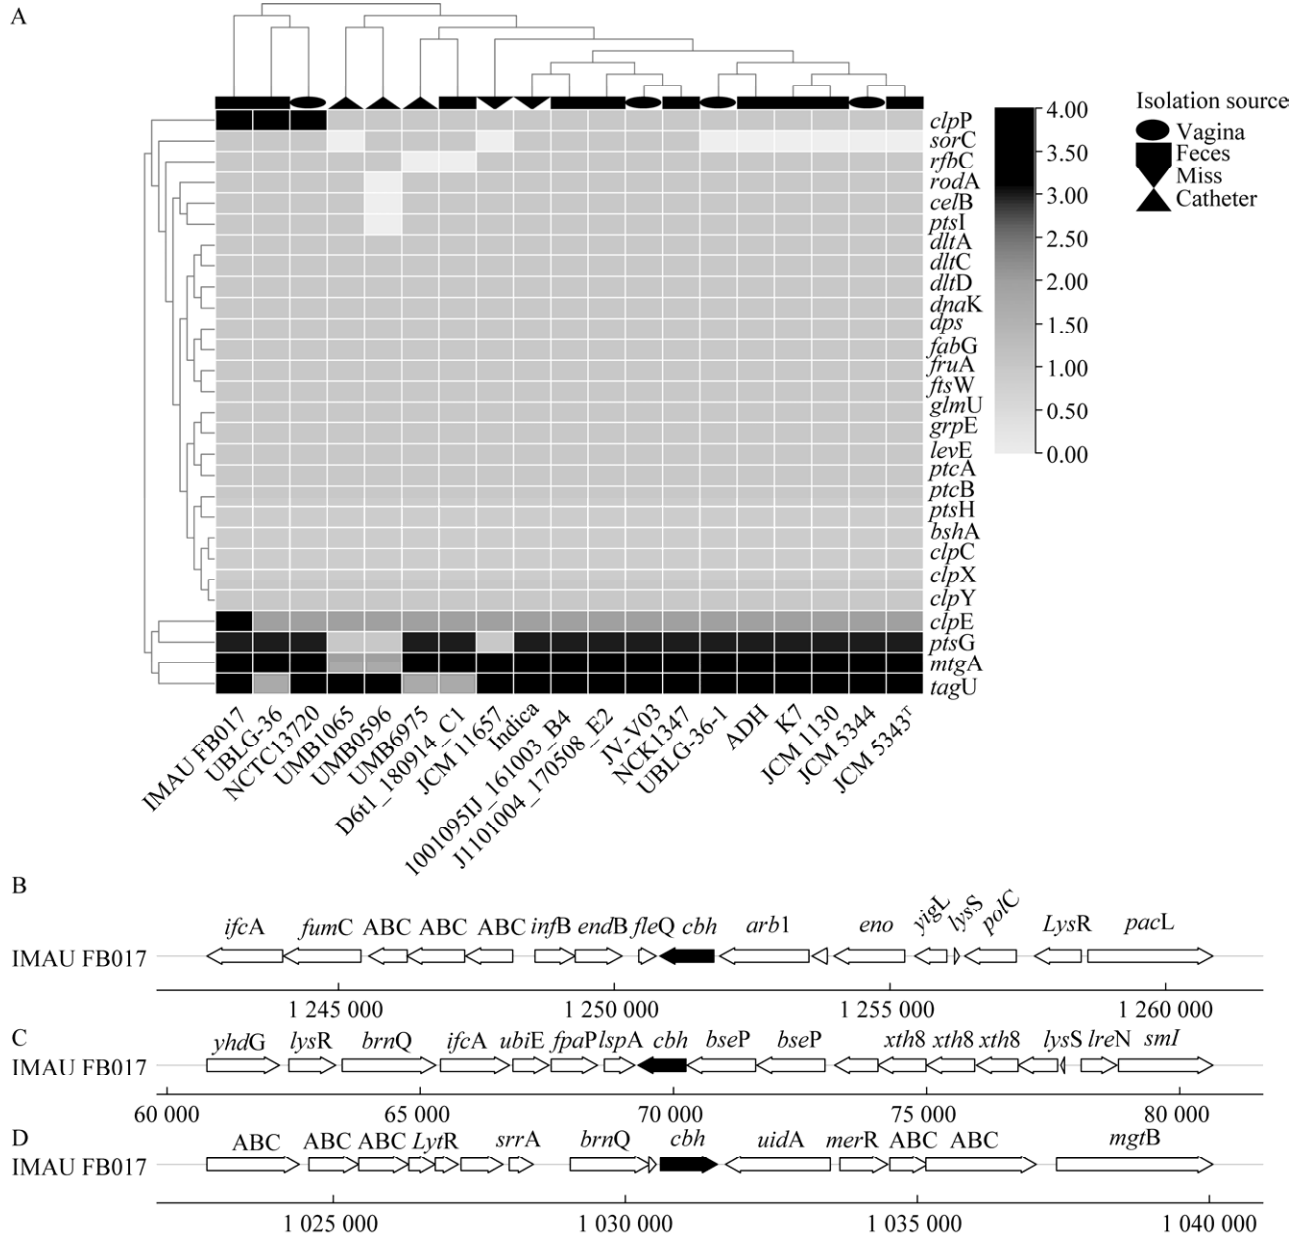 A
clpP
sorC
rfbC
rodA
celB
ptsI
dltA
dltC
dltD
dnaK
dps
fabG
fruA
ftsW
glmU
grpE
levE
ptcA
ptcB
ptsH
bshA
clpC
clpX
clpY
clpE
ptsG
mtgA
tagU
4.00
3.50
3.00
2.50
2.00
1.50
1.00
0.50
0.00
Isolation source
Vagina
Feces
Miss
Catheter
IMAU FB017
UBLG-36
NCTC13720
UMB1065
UMB0596
UMB6975
D6t1_180914_C1
JCM 11657
Indica
1001095IJ_161003_B4
J1101004_170508_E2
JV-V03
NCK1347
UBLG-36-1
ADH
K7
JCM 1130
JCM 5344
JCM 5343ᵀ
B
ifcA fumC ABC ABC ABC infB endB fleQ cbh arb1 eno yigL lysS polC LysR pacL
IMAU FB017
1 245 000 1 250 000 1 255 000 1 260 000
C
yhdG lysR brnQ ifcA ubiE fpaP lspA cbh bseP bseP xth8 xth8 xth8 lysS lreN smI
IMAU FB017
60 000 65 000 70 000 75 000 80 000
D
ABC ABC ABC LytR srrA brnQ cbh uidA merR ABC ABC mgtB
IMAU FB017
1 025 000 1 030 000 1 035 000 1 040 000